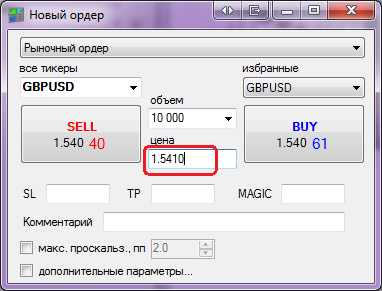 Новый ордер
Рыночный ордер
все тикеры
избранные
GBPUSD
GBPUSD
объем
10 000
SELL
1.540 40
BUY
1.540 61
цена
1.5410
SL
TP
MAGIC
Комментарий
макс. проскальз., пп
2.0
дополнительные параметры...